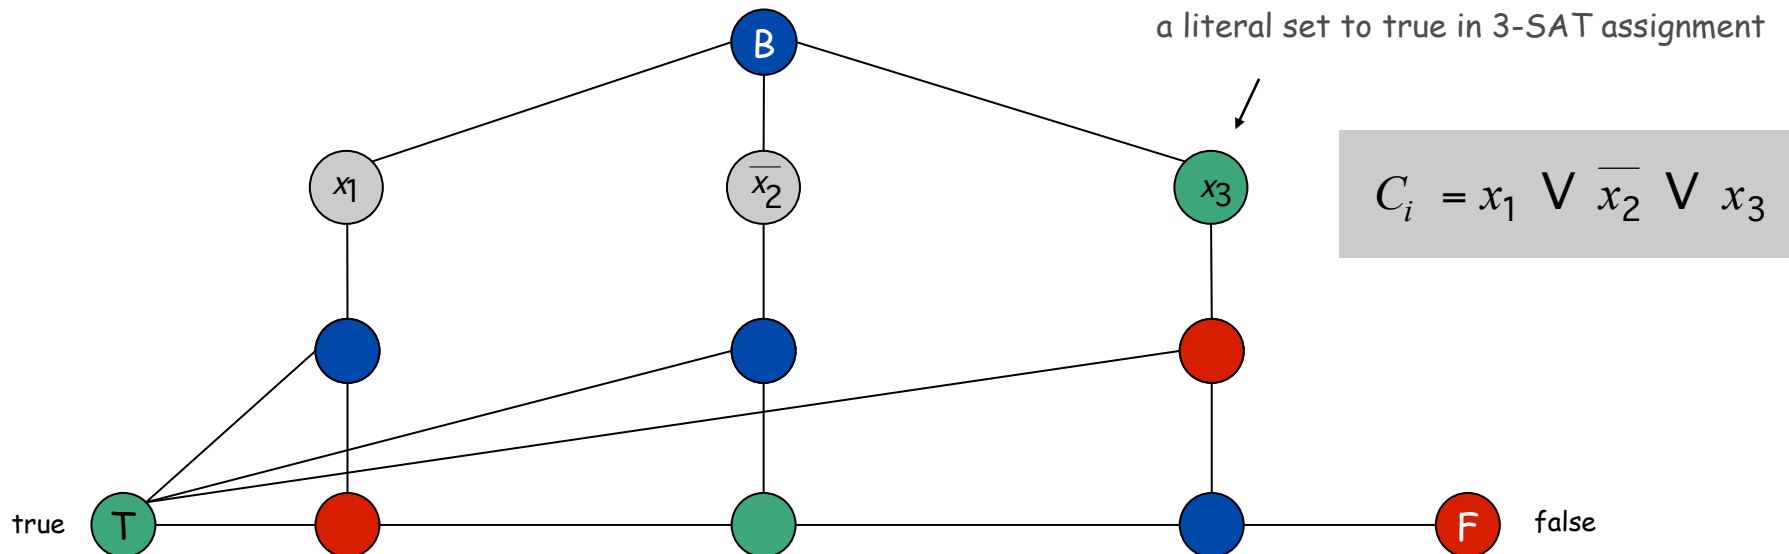 a literal set to true in 3-SAT assignment
B
x1
x̅2
x3
Cᵢ = x₁ V x̅₂ V x₃
true
T
F
false